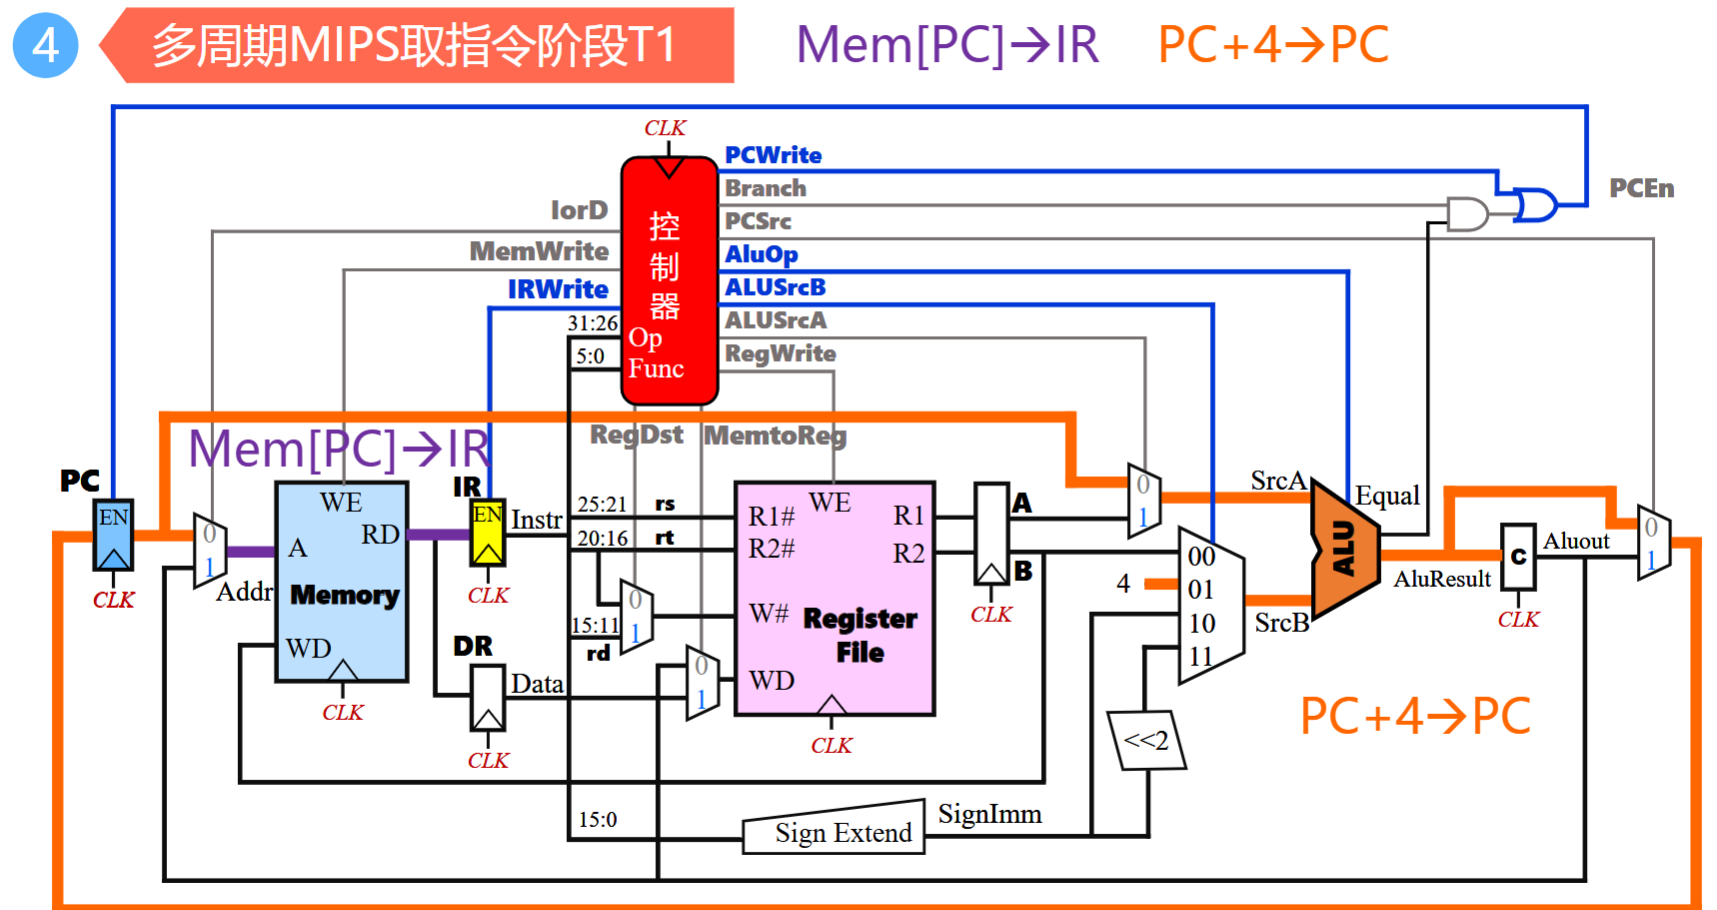 4 多周期MIPS取指令阶段T1 Mem[PC]→IR PC+4→PC
CLK
PCWrite
Branch
PCEn
IorD
PCSrc
控制器
MemWrite
AluOp
IRWrite
ALUSrcB
31:26
Op
ALUSrcA
5:0
Func
RegWrite
Mem[PC]→IR
RegDst
MemtoReg
PC
EN
CLK
0
1
Addr
WE
A
RD
Memory
WD
CLK
IR
EN
Instr
CLK
DR
Data
CLK
25:21 rs
20:16 rt
15:11
rd
0
1
0
1
WE
R1#
R1
R2#
R2
W#
Register
File
WD
CLK
A
B
CLK
0
1
4
00
01
10
11
SrcA
SrcB
ALU
Equal
AluResult
C
CLK
Aluout
0
1
PC+4→PC
<<2
15:0
Sign Extend
SignImm